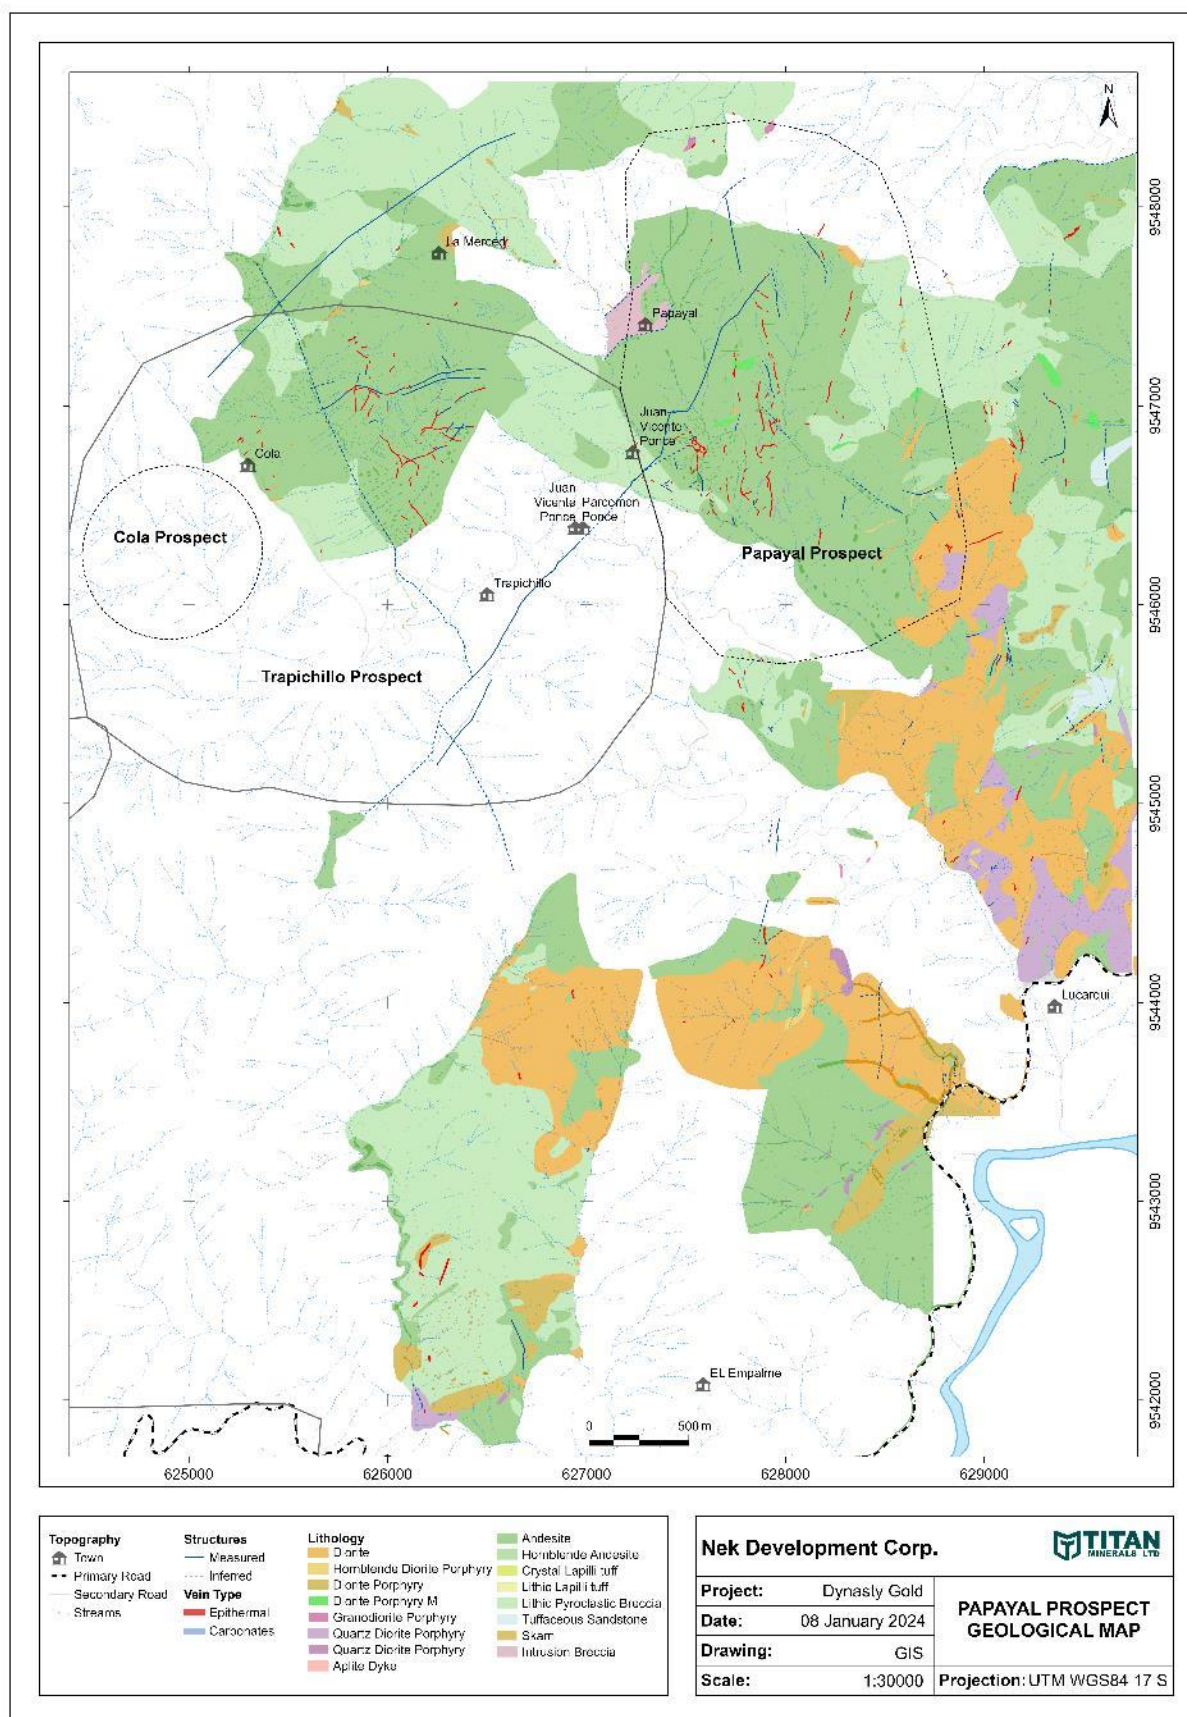 N
9548000
La Merced
Papayal
9547000
Juan
Vicente
Ponce
Cola
Juan
Vicente Parcomon
Ponce Ponce
Cola Prospect
Papayal Prospect
Trapichillo
9546000
Trapichillo Prospect
9545000
Lucarqui
9544000
9543000
EL Empalme
9542000
0 500 m
625000 626000 627000 628000 629000
Topography
Town
Primary Road
Secondary Road
Streams
Structures
Measured
Inferred
Vein Type
Epithermal
Carbonates
Lithology
Diorite
Hornblende Diorite Porphyry
Diorite Porphyry
Diorite Porphyry M
Granodiorite Porphyry
Quartz Diorite Porphyry
Quartz Diorite Porphyry
Aplite Dyke
Andesite
Hornblende Andesite
Crystal Lapilli tuff
Lithic Lapilli tuff
Lithic Pyroclastic Breccia
Tuffaceous Sandstone
Skarn
Intrusion Breccia
Nek Development Corp.
TITAN
MINERALS LTD
Project: Dynasly Gold
Date: 08 January 2024
Drawing: GIS
Scale: 1:30000
PAPAYAL PROSPECT
GEOLOGICAL MAP
Projection: UTM WGS84 17 S